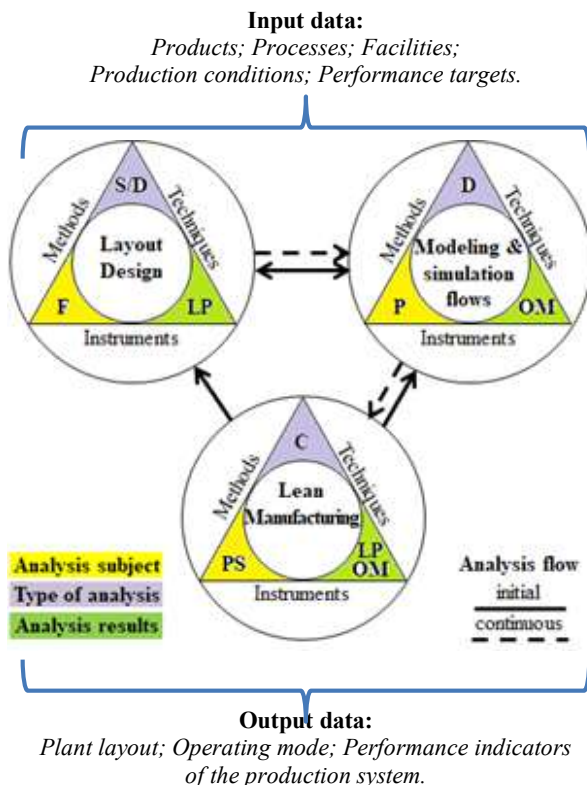 Input data:
Products; Processes; Facilities;
Production conditions; Performance targets.
S/D
Methods
Techniques
Layout
Design
F
LP
Instruments
D
Methods
Techniques
Modeling &
simulation
flows
P
OM
Instruments
C
Methods
Techniques
Lean
Manufacturing
PS
LP
OM
Instruments
Analysis subject
Type of analysis
Analysis results
Analysis flow
initial
continuous
Output data:
Plant layout; Operating mode; Performance indicators
of the production system.